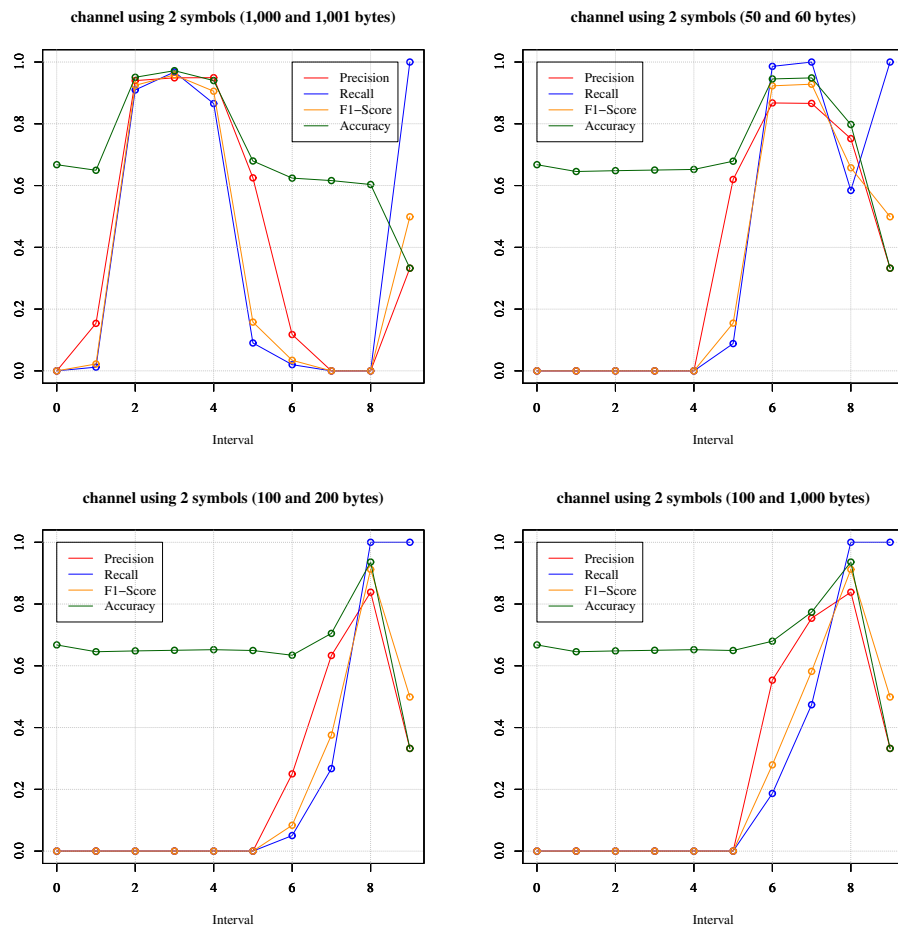 channel using 2 symbols (1,000 and 1,001 bytes)
1.0
0.8
0.6
0.4
0.2
0.0
Precision
Recall
F1−Score
Accuracy
0 2 4 6 8
Interval
channel using 2 symbols (50 and 60 bytes)
1.0
0.8
0.6
0.4
0.2
0.0
Precision
Recall
F1−Score
Accuracy
0 2 4 6 8
Interval
channel using 2 symbols (100 and 200 bytes)
1.0
0.8
0.6
0.4
0.2
0.0
Precision
Recall
F1−Score
Accuracy
0 2 4 6 8
Interval
channel using 2 symbols (100 and 1,000 bytes)
1.0
0.8
0.6
0.4
0.2
0.0
Precision
Recall
F1−Score
Accuracy
0 2 4 6 8
Interval